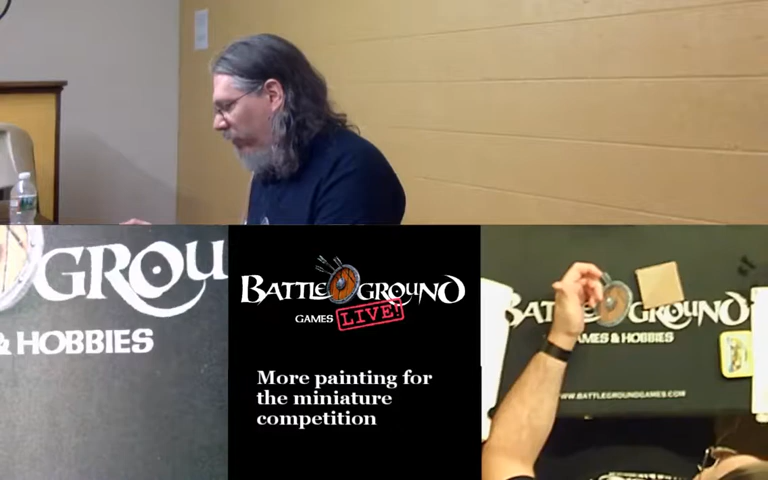 GROU
& HOBBIES
BATTLEGROUND
GAMES LIVE!
More painting for
the miniature
competition
BATTLEGROUND
GAMES & HOBBIES
WWW.BATTLEGROUNDGAMES.COM